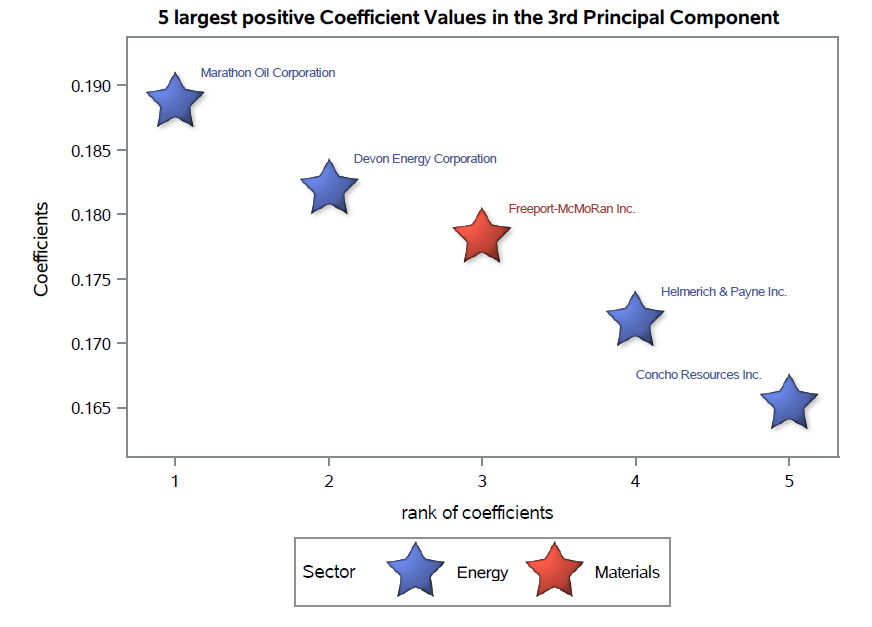 5 largest positive Coefficient Values in the 3rd Principal Component
Marathon Oil Corporation
0.190
Devon Energy Corporation
0.185
Freeport-McMoRan Inc.
0.180
0.175
Helmerich & Payne Inc.
0.170
Concho Resources Inc.
0.165
Coefficients
1 2 3 4 5
rank of coefficients
Sector Energy Materials